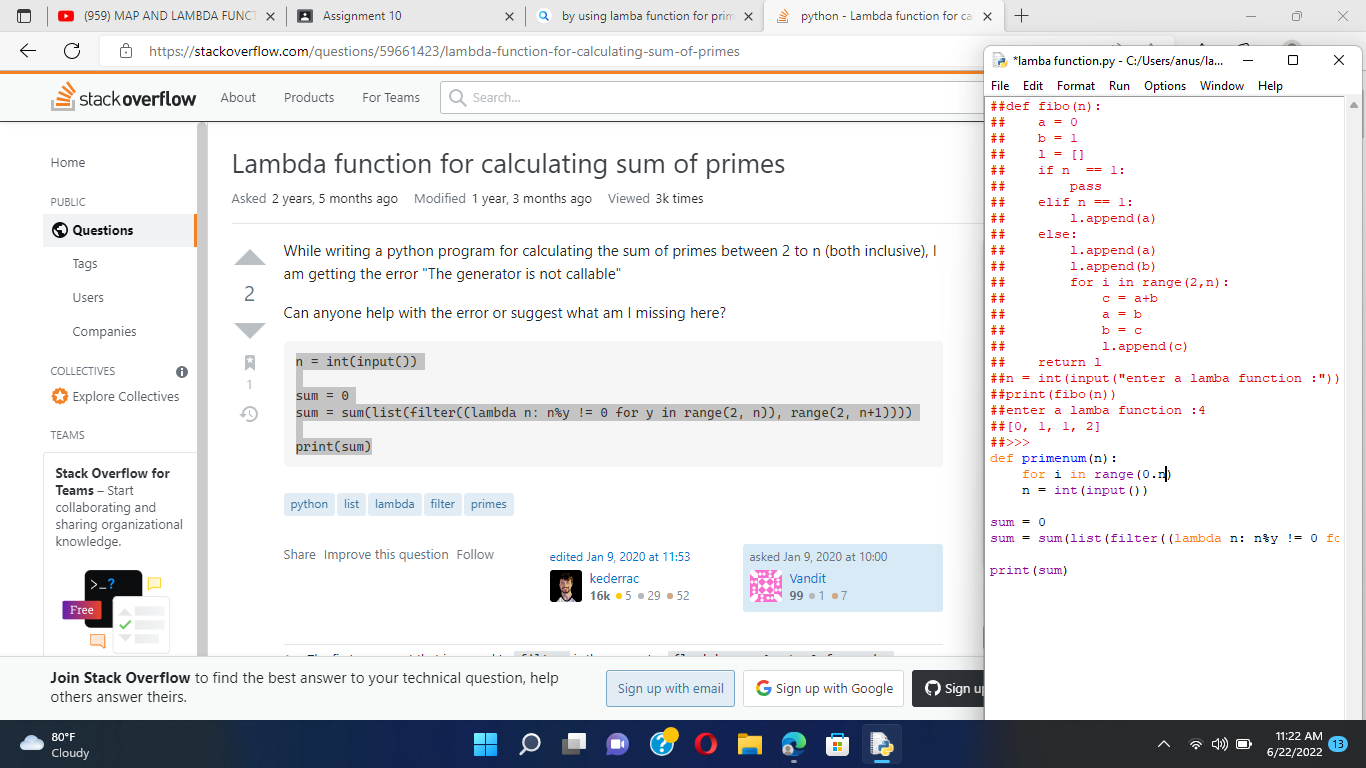 (959) MAP AND LAMBDA FUNCT
Assignment 10
by using lamba function for prim
python - Lambda function for ca
https://stackoverflow.com/questions/59661423/lambda-function-for-calculating-sum-of-primes
stackoverflow
About
Products
For Teams
Search...
Home
PUBLIC
Questions
Tags
Users
Companies
COLLECTIVES
Explore Collectives
TEAMS
Stack Overflow for
Teams – Start
collaborating and
sharing organizational
knowledge.
>_?
Free
Lambda function for calculating sum of primes
Asked 2 years, 5 months ago Modified 1 year, 3 months ago Viewed 3k times
2
1
While writing a python program for calculating the sum of primes between 2 to n (both inclusive), I
am getting the error "The generator is not callable"
Can anyone help with the error or suggest what am I missing here?
n = int(input())
sum = 0
sum = sum(list(filter((lambda n: n%y != 0 for y in range(2, n)), range(2, n+1))))
print(sum)
python list lambda filter primes
Share Improve this question Follow
edited Jan 9, 2020 at 11:53
kederrac
16k 5 29 52
asked Jan 9, 2020 at 10:00
Vandit
99 1 7
Join Stack Overflow to find the best answer to your technical question, help
others answer theirs.
Sign up with email
Sign up with Google
Sign up
*lamba function.py - C:/Users/anus/la...
File Edit Format Run Options Window Help
##def fibo(n):
## a = 0
## b = 1
## l = []
## if n == 1:
## pass
## elif n == 1:
## l.append(a)
## else:
## l.append(a)
## l.append(b)
## for i in range(2,n):
## c = a+b
## a = b
## b = c
## l.append(c)
## return l
##n = int(input("enter a lamba function :"))
##print(fibo(n))
##enter a lamba function :4
##[0, 1, 1, 2]
##>>>
def primenum(n):
for i in range(0.n)
n = int(input())
sum = 0
sum = sum(list(filter((lambda n: n%y != 0 fo
print(sum)
80°F
Cloudy
11:22 AM
6/22/2022
13